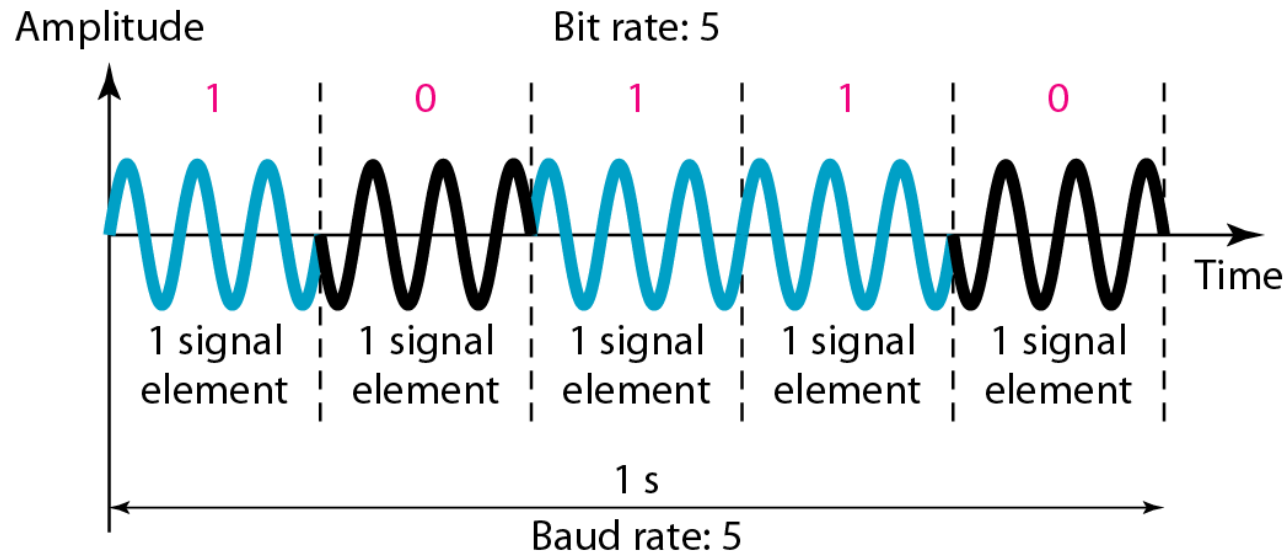 Amplitude
Bit rate: 5
1 0 1 1 0
Time
1 signal element
1 signal element
1 signal element
1 signal element
1 signal element
1 s
Baud rate: 5